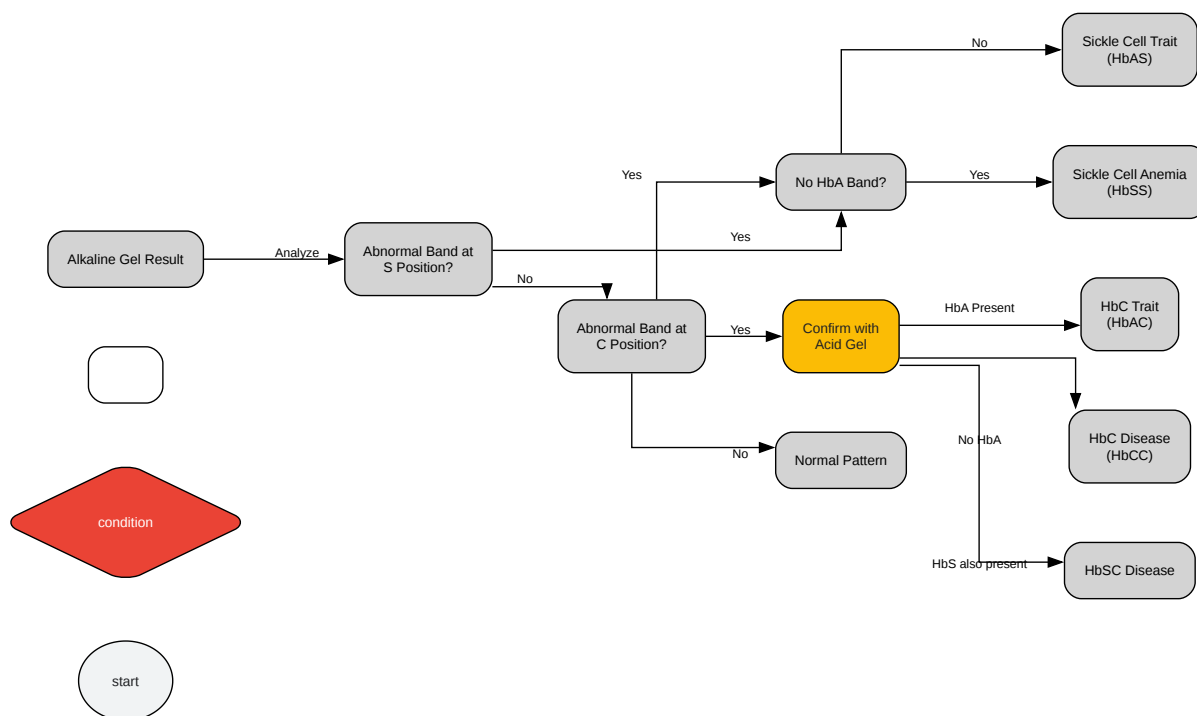 No
Sickle Cell Trait
(HbAS)
Yes
No HbA Band?
Yes
Sickle Cell Anemia
(HbSS)
Alkaline Gel Result
Analyze
Abnormal Band at
S Position?
Yes
No
Abnormal Band at
C Position?
Yes
Confirm with
Acid Gel
HbA Present
HbC Trait
(HbAC)
No HbA
HbC Disease
(HbCC)
No
Normal Pattern
HbS also present
HbSC Disease
condition
start